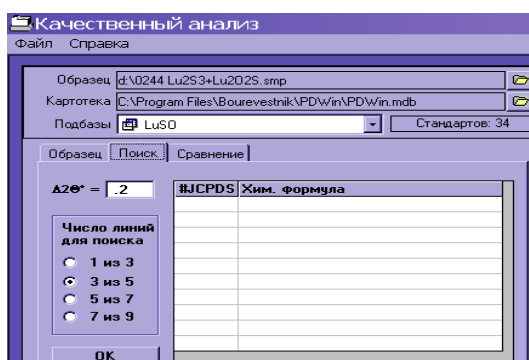 Качественный анализ
Файл Справка
Образец d:\0244 Lu2S3+Lu2O2S.smp
Картотека C:\Program Files\Bourevestnik\PDWin\PDWin.mdb
Подбазы LuSO Стандартов: 34
Образец Поиск Сравнение
Δ2Θ° = .2 #JCPDS Хим. Формула
Число линий
для поиска
1 из 3
3 из 5
5 из 7
7 из 9
OK